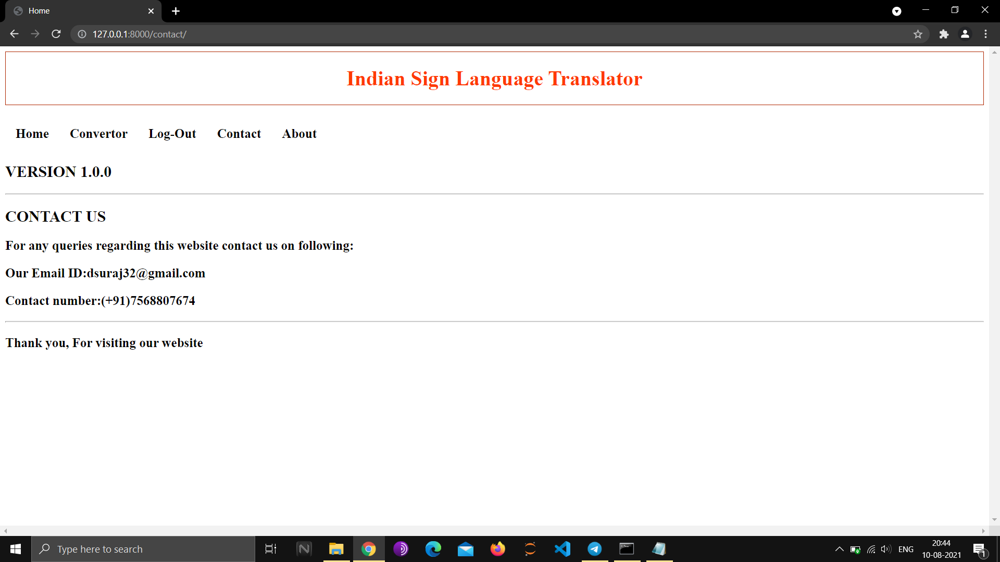 Home
127.0.0.1:8000/contact/
Indian Sign Language Translator
Home Convertor Log-Out Contact About
VERSION 1.0.0
CONTACT US
For any queries regarding this website contact us on following:
Our Email ID:dsuraj32@gmail.com
Contact number:(+91)7568807674
Thank you, For visiting our website
Type here to search
ENG
20:44
10-08-2021
1